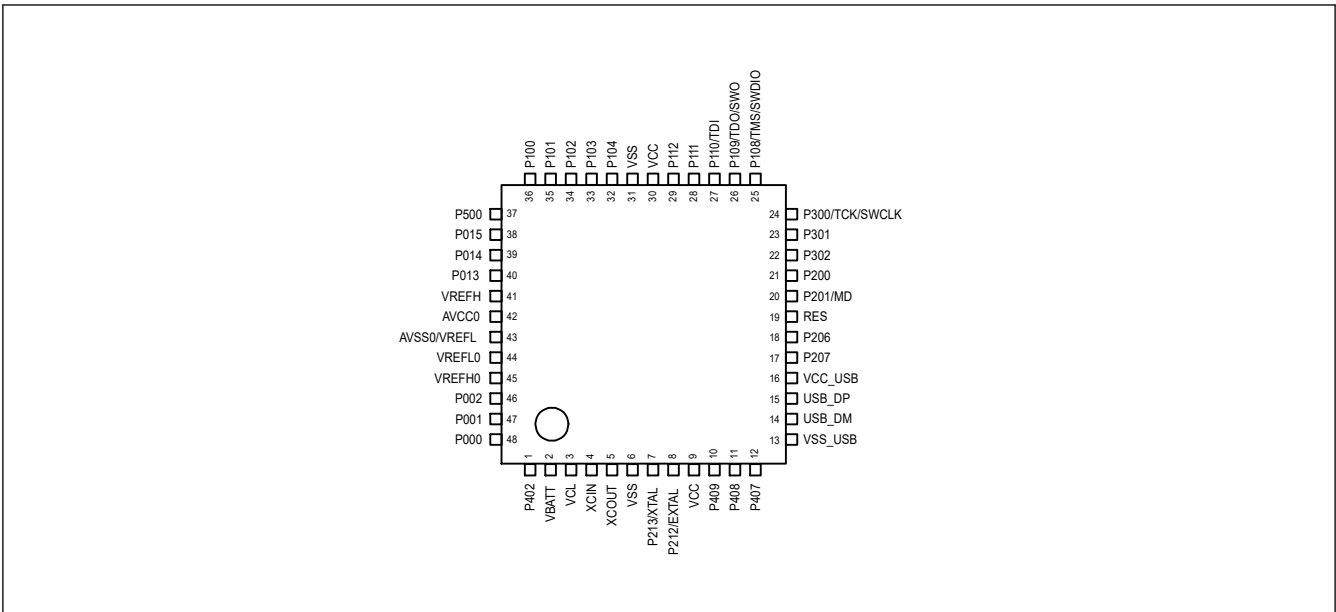 P100
P101
P102
P103
P104
VSS
VCC
P112
P111
P110/TDI
P109/TDO/SWO
P108/TMS/SWDIO
36
35
34
33
32
31
30
29
28
27
26
25
P500 37
P015 38
P014 39
P013 40
VREFH 41
AVCC0 42
AVSS0/VREFL 43
VREFL0 44
VREFH0 45
P002 46
P001 47
P000 48
24 P300/TCK/SWCLK
23 P301
22 P302
21 P200
20 P201/MD
19 RES
18 P206
17 P207
16 VCC_USB
15 USB_DP
14 USB_DM
13 VSS_USB
1
2
3
4
5
6
7
8
9
10
11
12
P402
VBATT
VCL
XCIN
XCOUT
VSS
P213/XTAL
P212/EXTAL
VCC
P409
P408
P407